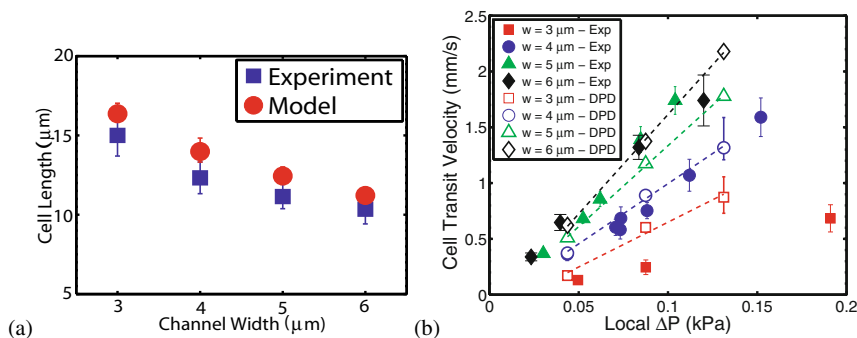 20
15
10
5
3
4
5
6
Cell Length (μm)
Channel Width (μm)
Experiment
Model
(a)
2.5
2
1.5
1
0.5
0
0
0.05
0.1
0.15
0.2
Cell Transit Velocity (mm/s)
Local ΔP (kPa)
w = 3 μm – Exp
w = 4 μm – Exp
w = 5 μm – Exp
w = 6 μm – Exp
w = 3 μm – DPD
w = 4 μm – DPD
w = 5 μm – DPD
w = 6 μm – DPD
(b)